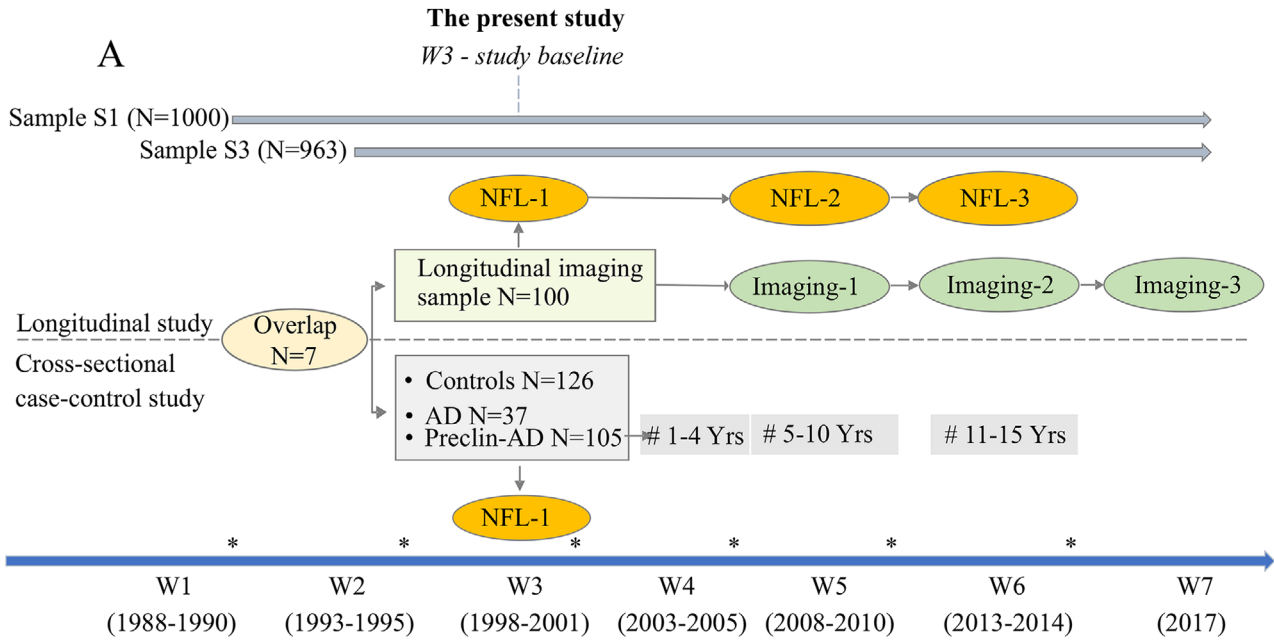 The present study
A
W3 - study baseline
Sample S1 (N=1000)
Sample S3 (N=963)
NFL-1
NFL-2
NFL-3
Longitudinal imaging
sample N=100
Imaging-1
Imaging-2
Imaging-3
Longitudinal study
Overlap
N=7
Cross-sectional
case-control study
• Controls N=126
• AD N=37
• Preclin-AD N=105
# 1-4 Yrs
# 5-10 Yrs
# 11-15 Yrs
NFL-1
* * * * * *
W1 W2 W3 W4 W5 W6 W7
(1988-1990) (1993-1995) (1998-2001) (2003-2005) (2008-2010) (2013-2014) (2017)